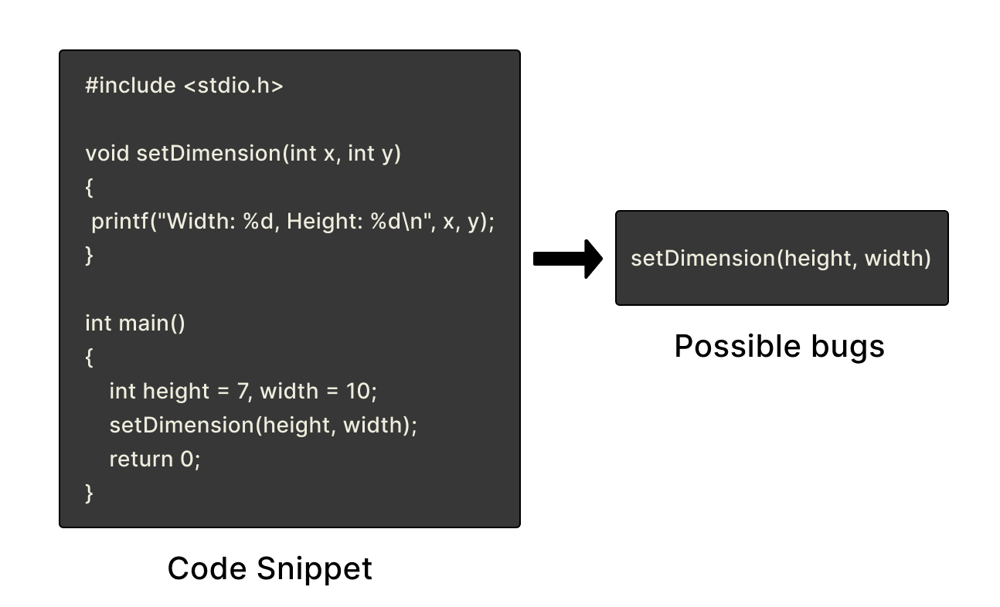 #include <stdio.h>
void setDimension(int x, int y)
{
printf("Width: %d, Height: %d\n", x, y);
}
int main()
{
int height = 7, width = 10;
setDimension(height, width);
return 0;
}
Code Snippet
setDimension(height, width)
Possible bugs